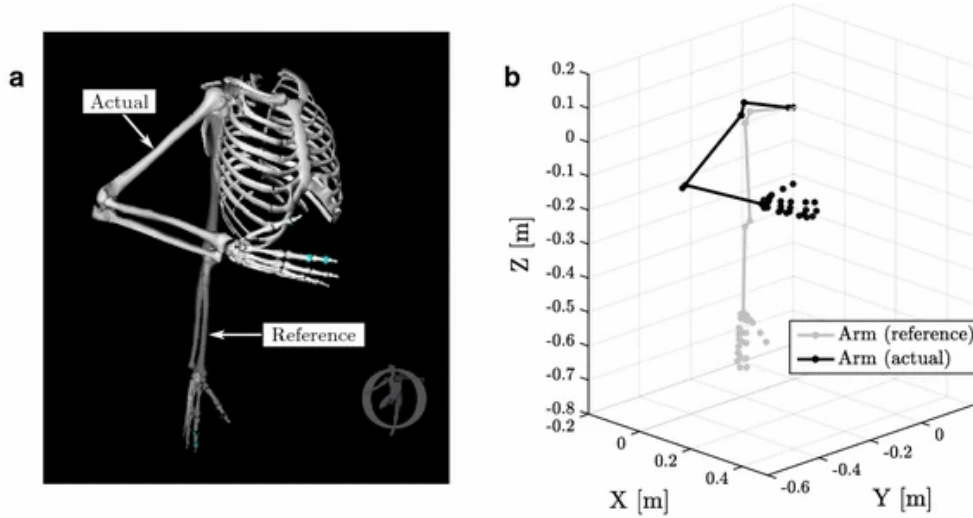 a
Actual
Reference
b
0.2
0.1
0
-0.1
-0.2
-0.3
-0.4
-0.5
-0.6
-0.7
-0.8
Z [m]
-0.2
0
0.2
0.4
X [m]
-0.6
-0.4
-0.2
0
Y [m]
Arm (reference)
Arm (actual)